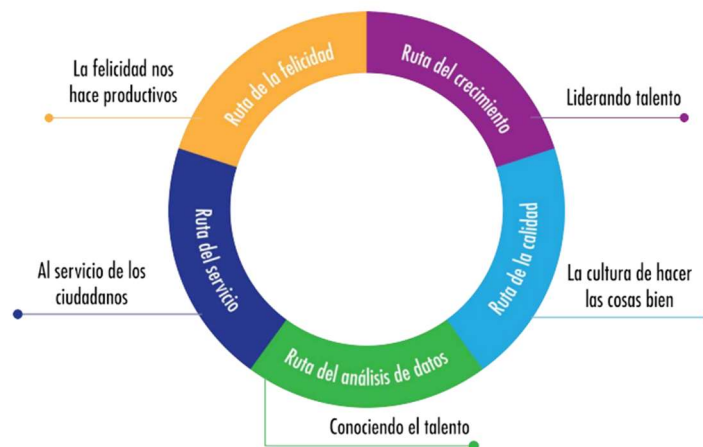 La felicidad nos
hace productivos
Ruta de la felicidad
Ruta del crecimiento
Liderando talento
Ruta del servicio
Ruta de la calidad
Al servicio de los
ciudadanos
La cultura de hacer
las cosas bien
Ruta del análisis de datos
Conociendo el talento